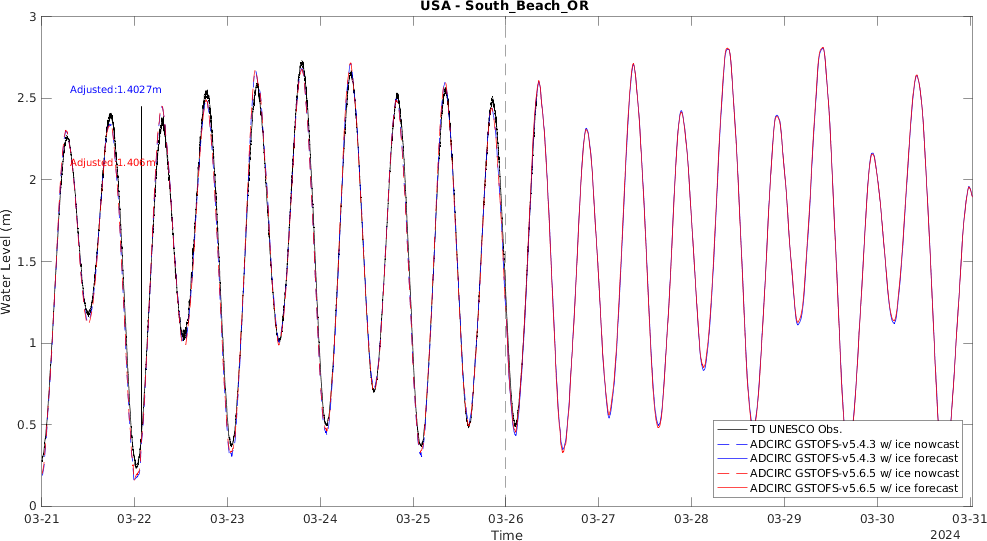 USA - South_Beach_OR
3
2.5
2
1.5
1
0.5
0
Water Level (m)
Adjusted:1.4027m
Adjusted:1.406m
TD UNESCO Obs.
ADCIRC GSTOFS-v5.4.3 w/ ice nowcast
ADCIRC GSTOFS-v5.4.3 w/ ice forecast
ADCIRC GSTOFS-v5.6.5 w/ ice nowcast
ADCIRC GSTOFS-v5.6.5 w/ ice forecast
03-21 03-22 03-23 03-24 03-25 03-26 03-27 03-28 03-29 03-30 03-31
Time
2024